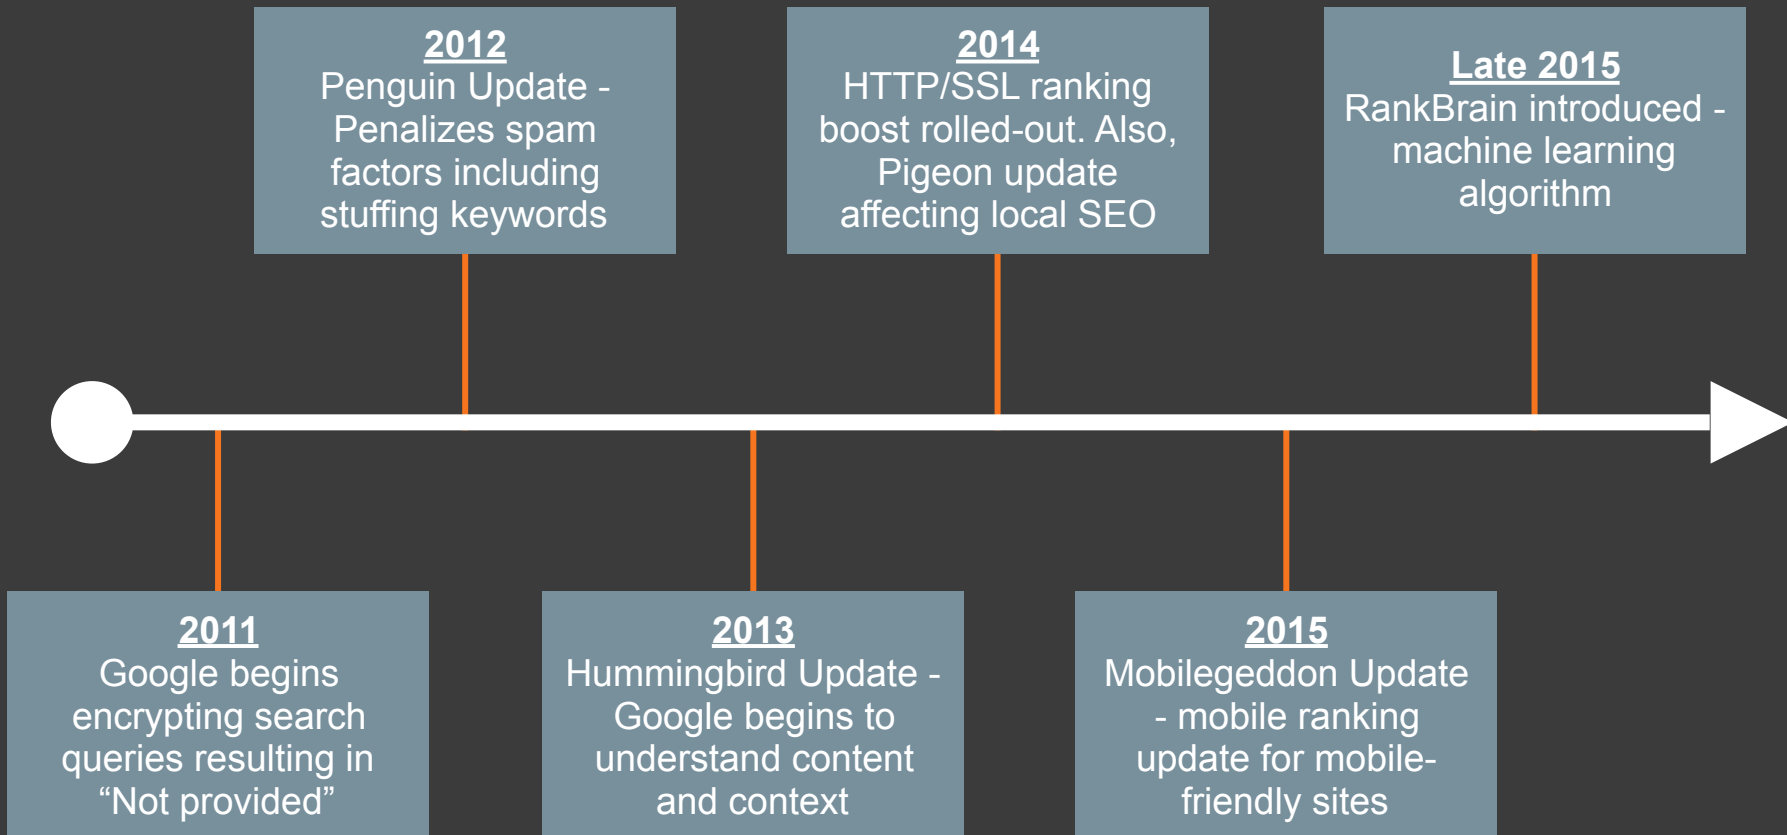 2012
Penguin Update -
Penalizes spam
factors including
stuffing keywords
2014
HTTP/SSL ranking
boost rolled-out. Also,
Pigeon update
affecting local SEO
Late 2015
RankBrain introduced -
machine learning
algorithm
2011
Google begins
encrypting search
queries resulting in
“Not provided”
2013
Hummingbird Update -
Google begins to
understand content
and context
2015
Mobilegeddon Update
- mobile ranking
update for mobile-
friendly sites